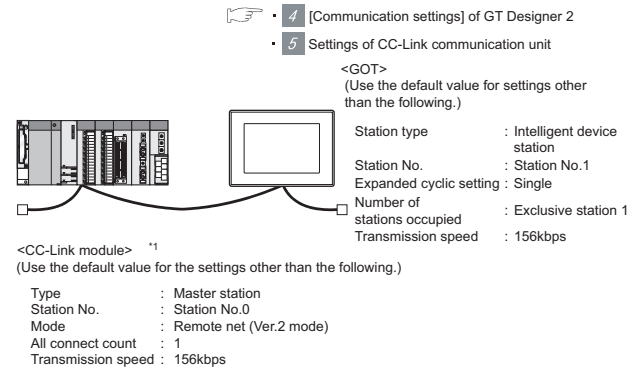 • 4 [Communication settings] of GT Designer 2
• 5 Settings of CC-Link communication unit
<GOT>
(Use the default value for settings other
than the following.)
Station type : Intelligent device
station
Station No. : Station No.1
Expanded cyclic setting : Single
Number of
stations occupied : Exclusive station 1
Transmission speed : 156kbps
<CC-Link module> *1
(Use the default value for the settings other than the following.)
Type : Master station
Station No. : Station No.0
Mode : Remote net (Ver.2 mode)
All connect count : 1
Transmission speed : 156kbps